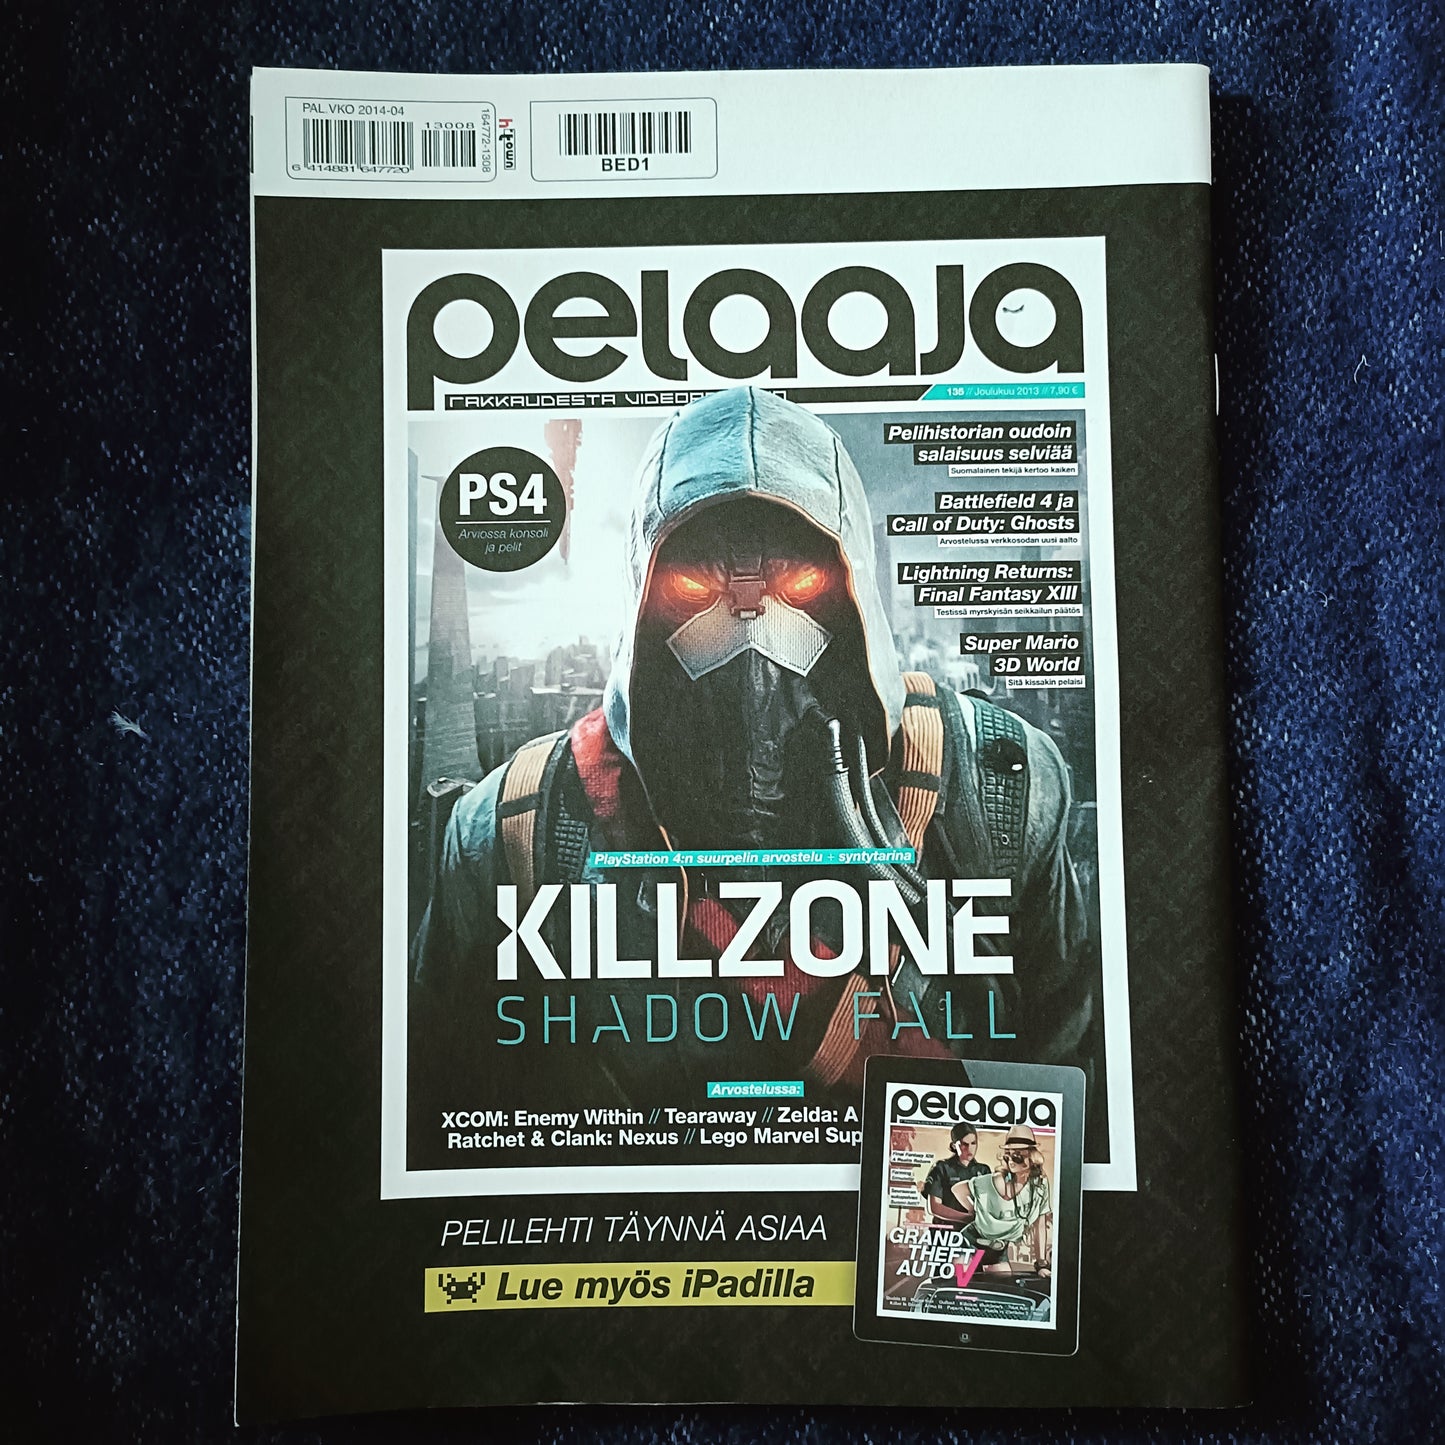 PAL.VKO 2014-04
13008
6 414881 647720
164772-1308
h-town
BED1
pelaaja
RAKKAUDESTA
135 // Joulukuu 2013 // 7,90 €
PS4
Arviossa konsoli
ja pelit
Pelihistorian oudoin
salaisuus selviää
Suomalainen tekijä kertoo kaiken
Battlefield 4 ja
Call of Duty: Ghosts
Arvostelussa verkkosodan uusi aalto
Lightning Returns:
Final Fantasy XIII
Testissä myrskyisän seikkailun päätös
Super Mario
3D World
Sitä kissakin pelaisi
PlayStation 4:n suurpelin arvostelu + syntytarina
KILLZONE
SHADOW FALL
Arvostelussa:
XCOM: Enemy Within // Tearaway // Zelda: A
Ratchet & Clank: Nexus // Lego Marvel Sup
PELILEHTI TÄYNNÄ ASIAA
Lue myös iPadilla
pelaaja
GRAND
THEFT
AUTO V